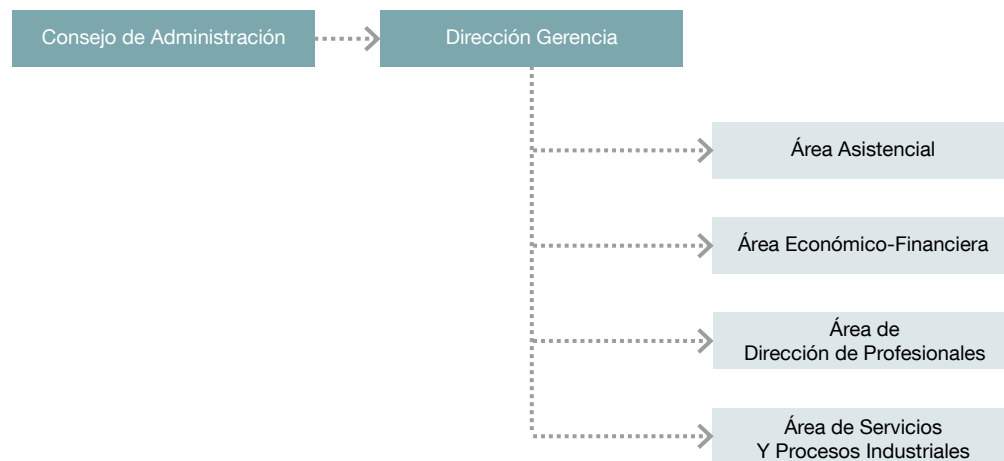 Consejo de Administración
Dirección Gerencia
Área Asistencial
Área Económico-Financiera
Área de
Dirección de Profesionales
Área de Servicios
Y Procesos Industriales